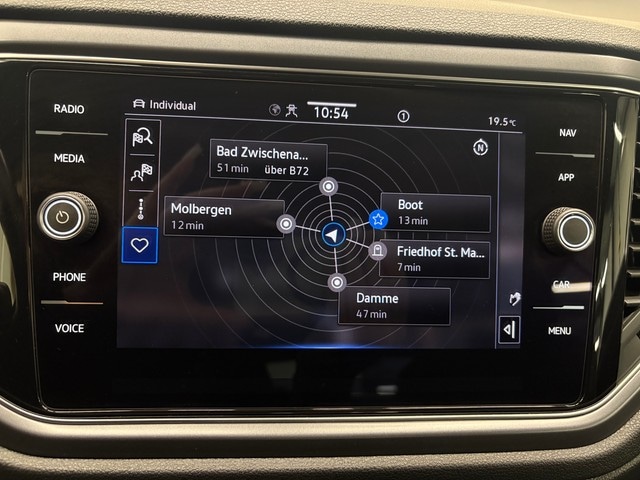 RADIO
MEDIA
PHONE
VOICE
Individual
10:54
1
19.5°C
N
Bad Zwischena...
51 min über B72
Molbergen
12 min
Boot
13 min
Friedhof St. Ma...
7 min
Damme
47 min
NAV
APP
CAR
MENU